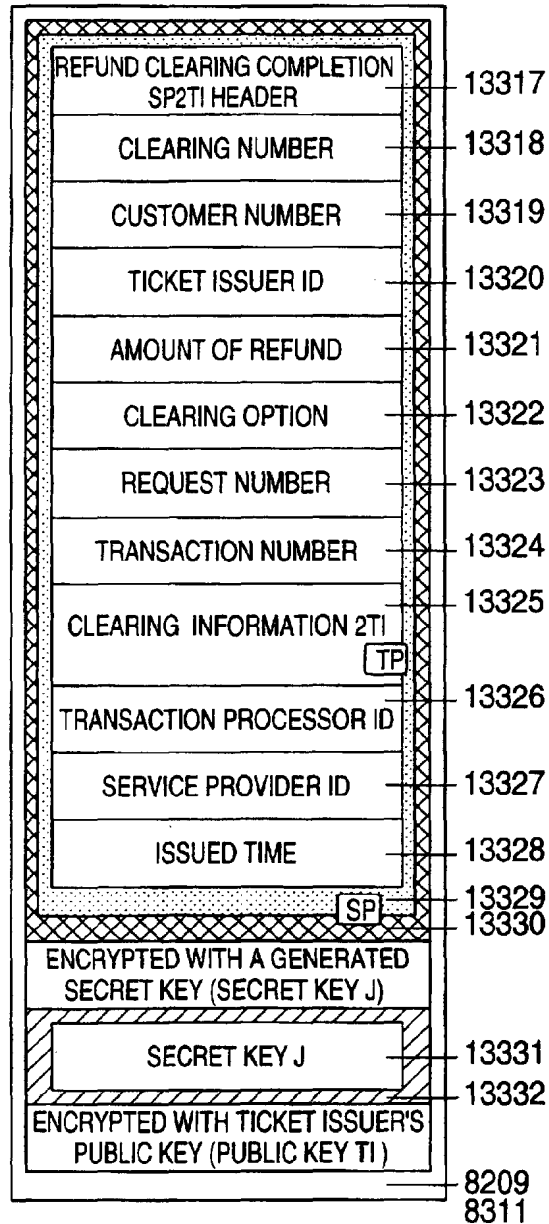 REFUND CLEARING COMPLETION
SP2TI HEADER
13317
CLEARING NUMBER
13318
CUSTOMER NUMBER
13319
TICKET ISSUER ID
13320
AMOUNT OF REFUND
13321
CLEARING OPTION
13322
REQUEST NUMBER
13323
TRANSACTION NUMBER
13324
CLEARING INFORMATION 2TI
13325
TP
TRANSACTION PROCESSOR ID
13326
SERVICE PROVIDER ID
13327
ISSUED TIME
13328
13329
SP
13330
ENCRYPTED WITH A GENERATED
SECRET KEY (SECRET KEY J)
SECRET KEY J
13331
13332
ENCRYPTED WITH TICKET ISSUER'S
PUBLIC KEY (PUBLIC KEY TI)
8209
8311